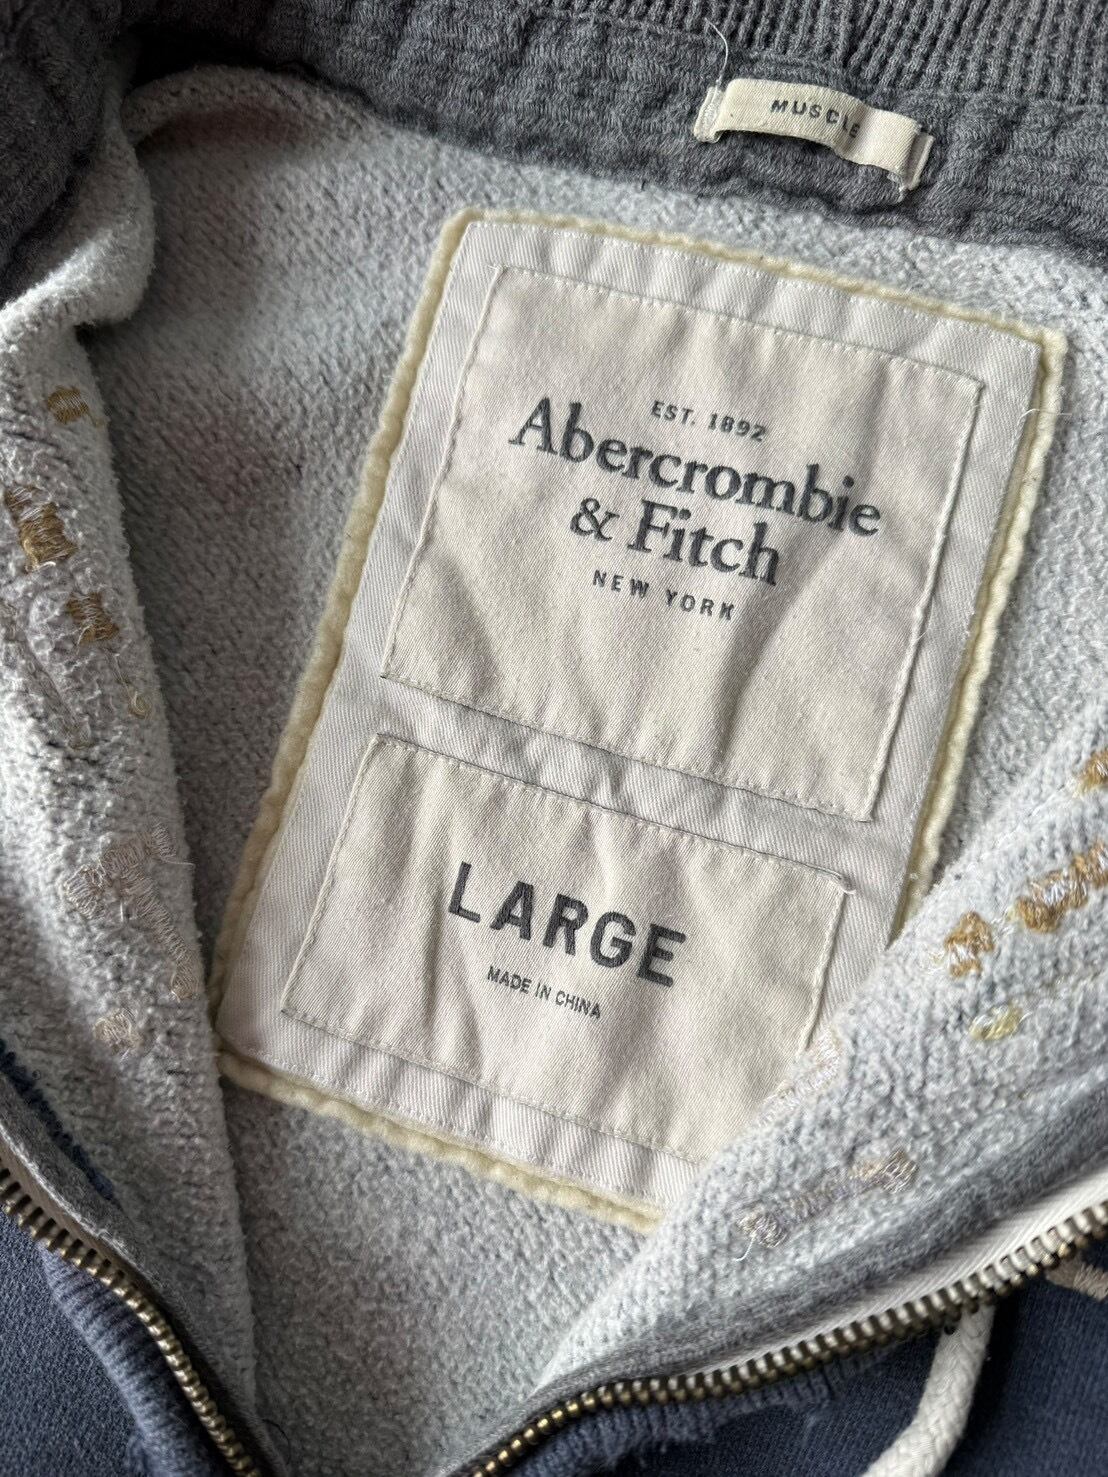 MUSCLE
EST. 1892
Abercrombie
& Fitch
NEW YORK
LARGE
MADE IN CHINA